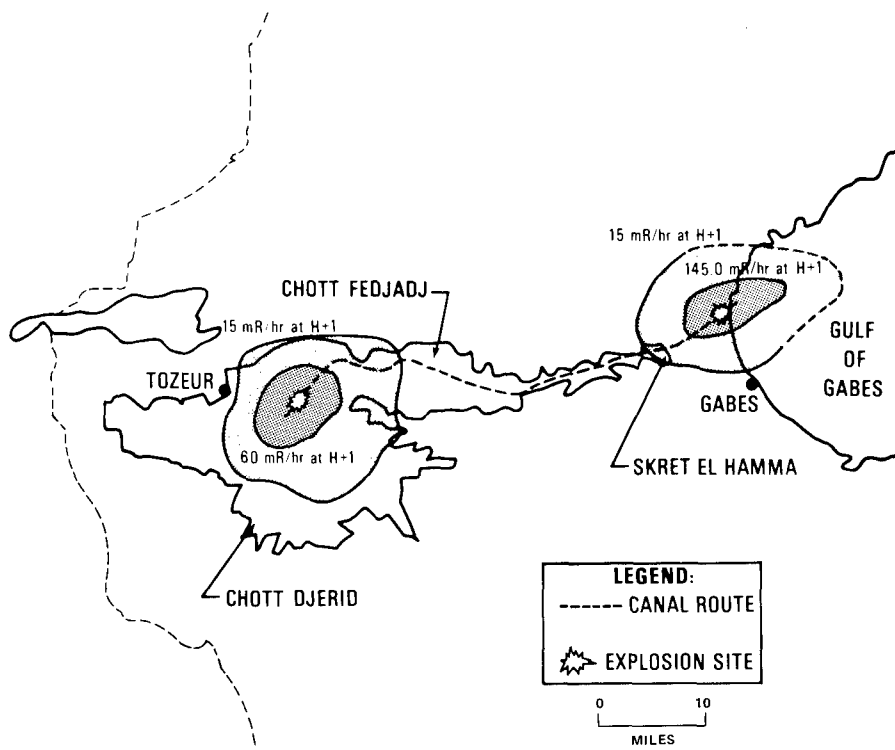 15 mR/hr at H+1
145.0 mR/hr at H+1
CHOTT FEDJADJ
15 mR/hr at H+1
GULF
OF
GABES
TOZEUR
GABES
60 mR/hr at H+1
SKRET EL HAMMA
CHOTT DJERID
LEGEND:
CANAL ROUTE
EXPLOSION SITE
0 10
MILES